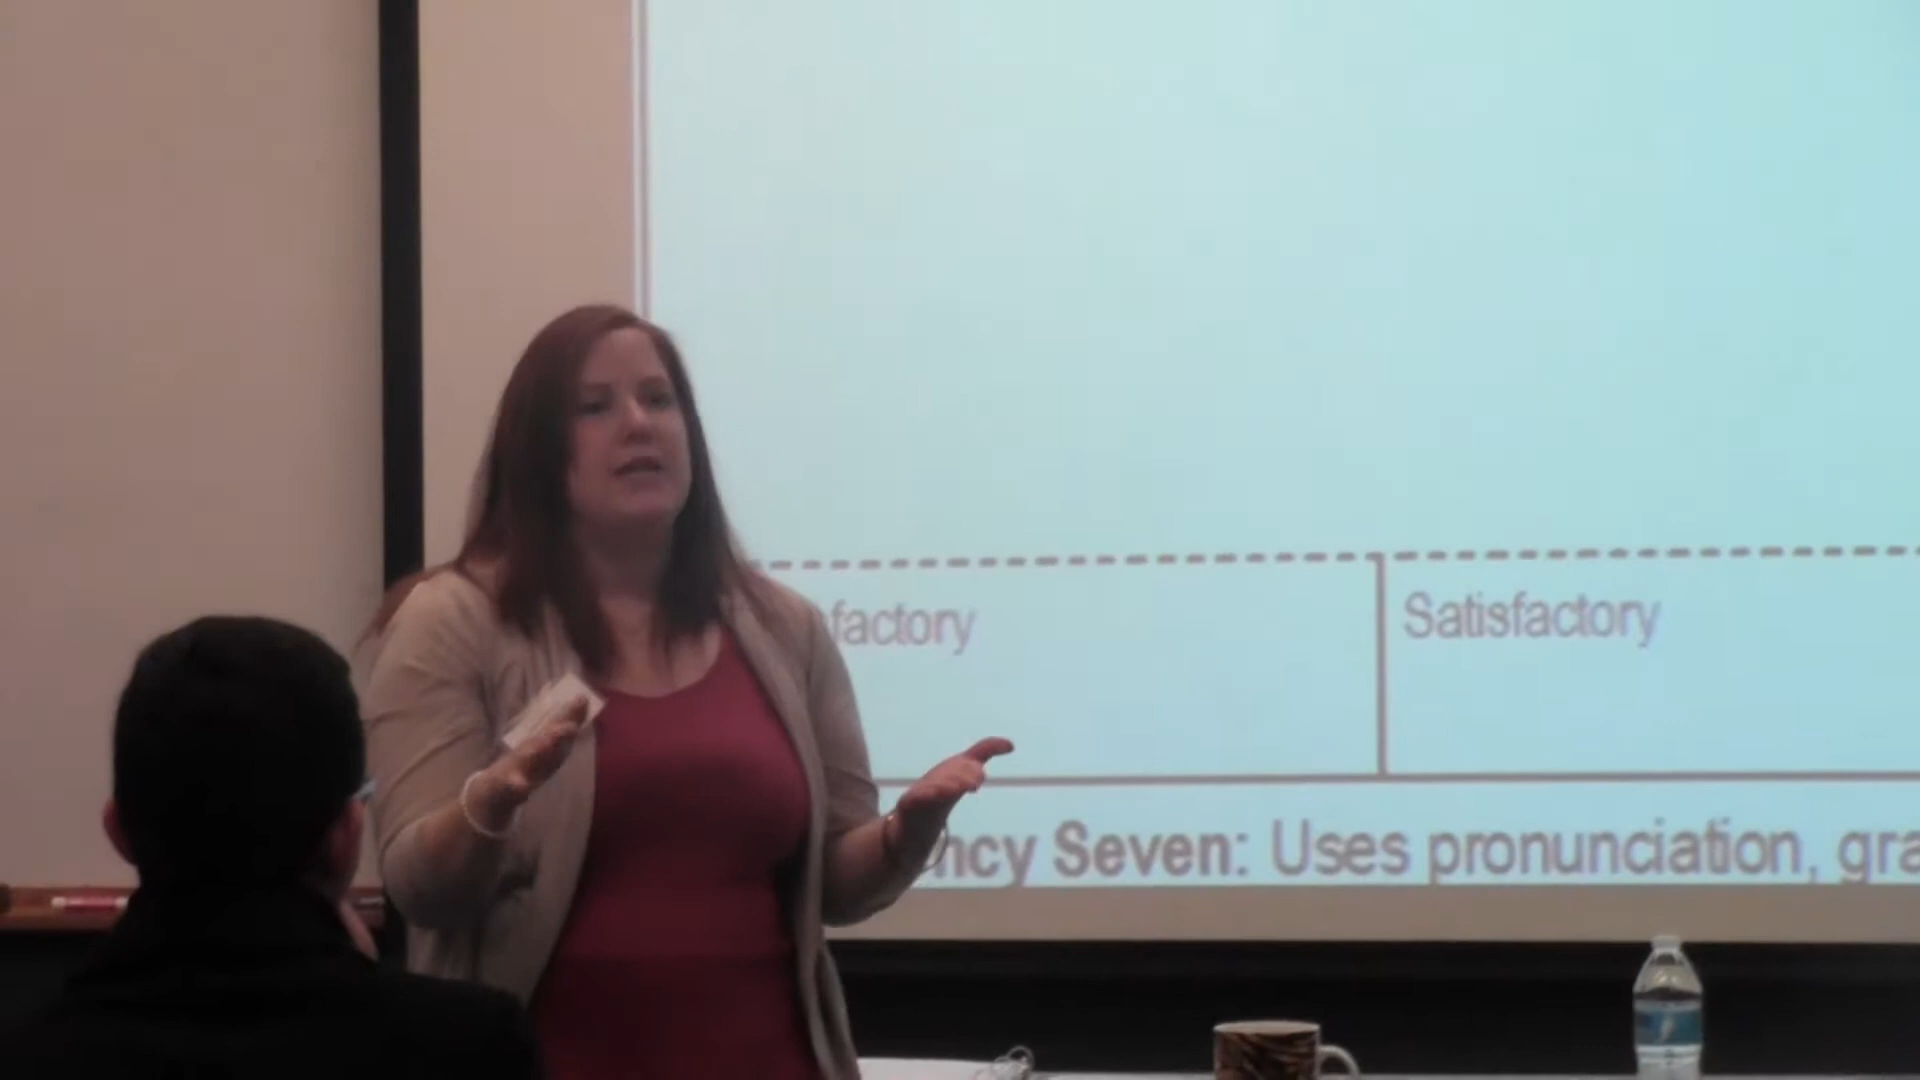 factory
Satisfactory
ncy Seven: Uses pronunciation, gra